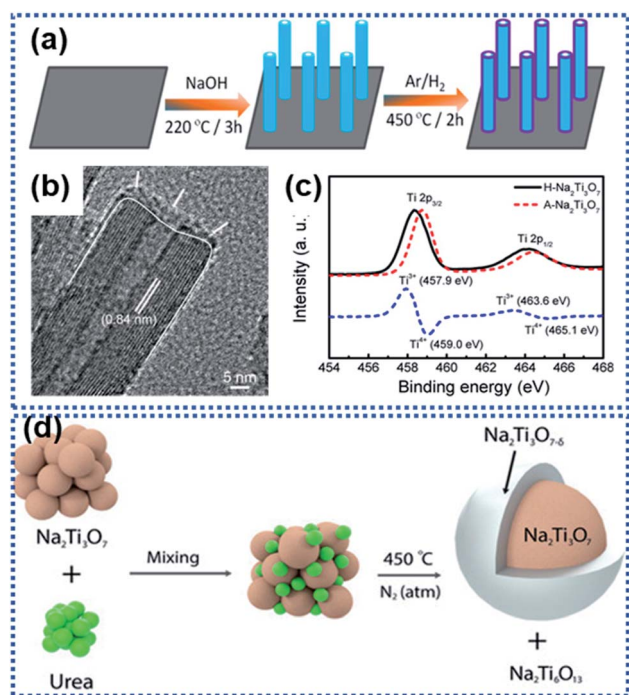 (a)
NaOH
220 °C / 3h
Ar/H₂
450 °C / 2h
(b)
(0.84 nm)
5 nm
(c)
Intensity (a. u.)
H-Na₂Ti₃O₇
A-Na₂Ti₃O₇
Ti 2p₃/₂
Ti 2p₁/₂
Ti³⁺ (457.9 eV)
Ti³⁺ (463.6 eV)
Ti⁴⁺ (459.0 eV)
Ti⁴⁺ (465.1 eV)
454 456 458 460 462 464 466 468
Binding energy (eV)
(d)
Na₂Ti₃O₇
+
Urea
Mixing
450 °C
N₂ (atm)
Na₂Ti₃O₇₋δ
Na₂Ti₃O₇
+
Na₂Ti₆O₁₃